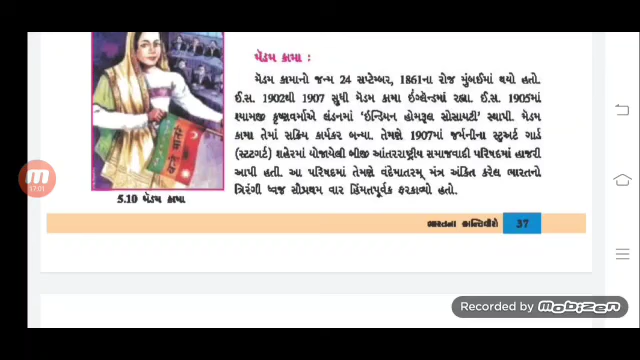 મૅડમ કામા :
મૅડમ કામાનો જન્મ 24 સપ્ટેમ્બર, 1861ના રોજ મુંબઈમાં થયો હતો.
ઈ.સ. 1902થી 1907 સુધી મૅડમ કામા ઇંગ્લેન્ડમાં રહ્યા. ઈ.સ. 1905માં
શ્યામજી કૃષ્ણવર્માએ લંડનમાં 'ઇન્ડિયન હોમરૂલ સોસાયટી' સ્થાપી. મૅડમ
કામા તેમાં સક્રિય કાર્યકર બન્યા. તેમણે 1907માં જર્મનીના સ્ટુઅર્ટ ગાર્ડ
(સ્ટટગર્ટ) શહેરમાં યોજાયેલી બીજી આંતરરાષ્ટ્રીય સમાજવાદી પરિષદમાં હાજરી
આપી હતી. આ પરિષદમાં તેમણે વંદેમાતરમ્ મંત્ર અંકિત કરેલ ભારતનો
ત્રિરંગી ધ્વજ સૌપ્રથમ વાર હિંમતપૂર્વક ફરકાવ્યો હતો.
वंदे मातरम्
5.10 મૅડમ કામા
17:01
ભારતના ક્રાન્તિવીરો 37
Recorded by mobizen